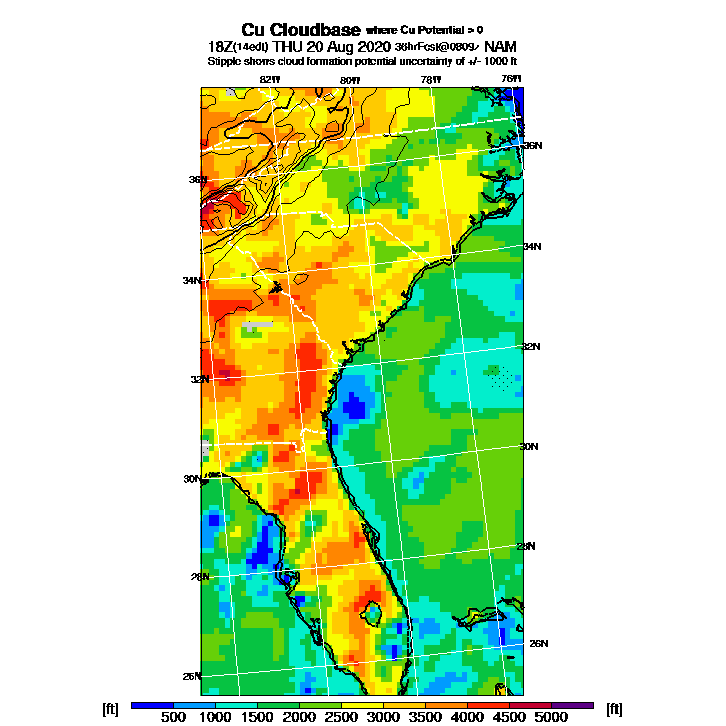 Cu Cloudbase where Cu Potential > 0
18Z(14edt) THU 20 Aug 2020 36hrFcst@0809z NAM
Stipple shows cloud formation potential uncertainty of +/- 1000 ft
82W 80W 78W 76W
36N
36N
34N
34N
32N
32N
30N
30N
28N
28N
26N
26N
[ft] 500 1000 1500 2000 2500 3000 3500 4000 4500 5000 [ft]